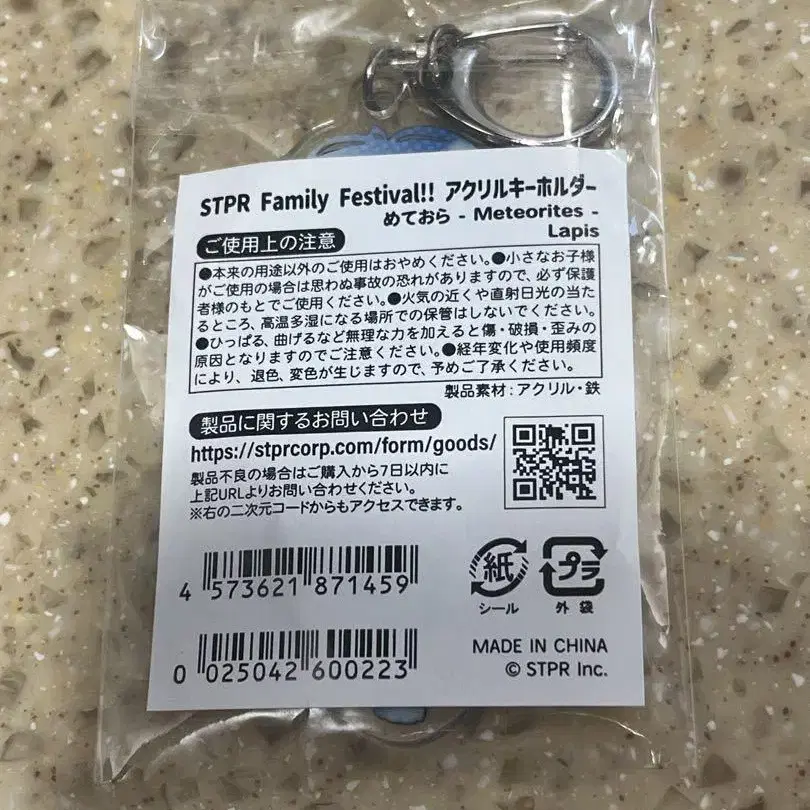 STPR Family Festival!! アクリルキーホルダー
めておら - Meteorites -
Lapis
ご使用上の注意
●本来の用途以外のご使用はおやめください。●小さなお子様
がご使用の場合は思わぬ事故の恐れがありますので、必ず保護
者様のもとでご使用ください。●火気の近くや直射日光の当た
るところ、高温多湿になる場所での保管はしないでください。
●ひっぱる、曲げるなど無理な力を加えると傷・破損・歪みの
原因となりますのでご注意ください。●経年変化や使用頻度
により、退色、変色が生じますので、予めご了承ください。
製品素材：アクリル・鉄
製品に関するお問い合わせ
https://stprcorp.com/form/goods/
製品不良の場合はご購入から7日以内に
上記URLよりお問い合わせください。
※右の二次元コードからもアクセスできます。
4 573621 871459
紙
シール
プラ
外 袋
0 025042 600223
MADE IN CHINA
© STPR Inc.